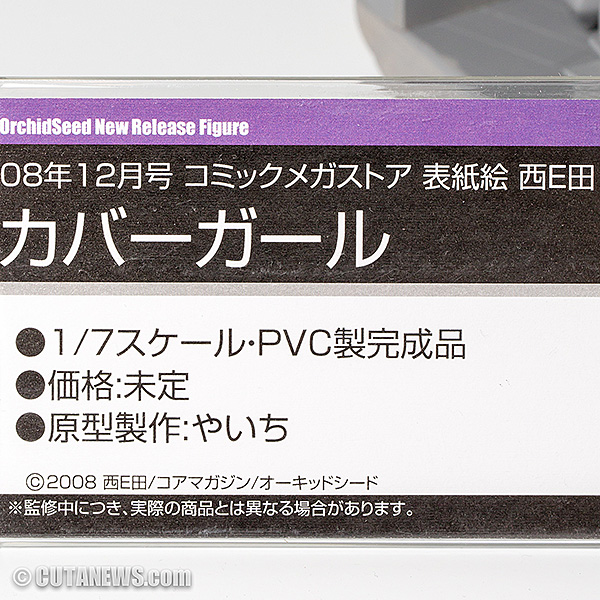 OrchidSeed New Release Figure
08年12月号 コミックメガストア 表紙絵 西E田
カバーガール
●1/7スケール・PVC製完成品
●価格:未定
●原型製作:やいち
©2008 西E田/コアマガジン/オーキッドシード
※監修中につき、実際の商品とは異なる場合があります。
© CUTANEWS.com